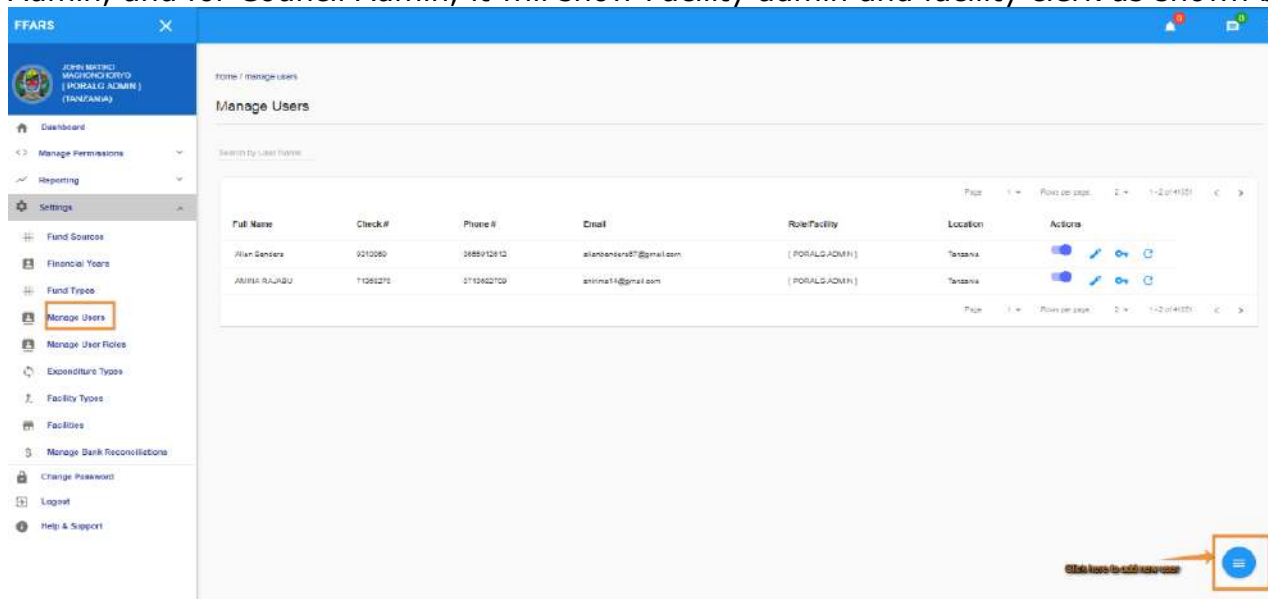 FFARS
JOHN
[ PORALG ADMIN ]
(TANZANIA)
home / manage users
Manage Users
Dashboard
Manage Permissions
Search by User Name
Reporting
Page 1 Rows per page: 2
Settings
Full Name Check # Phone # Email Role/Facility Location Actions
Fund Sources
Allan Sanders [ PORALG ADMIN ] Tanzania
Financial Years
AMINA RAJABU [ PORALG ADMIN ] Tanzania
Fund Types
Page 1 Rows per page: 2
Manage Users
Manage User Roles
Expenditure Types
Facility Types
Facilities
Manage Bank Reconciliations
Change Password
Logout
Help & Support
Click here to add new user